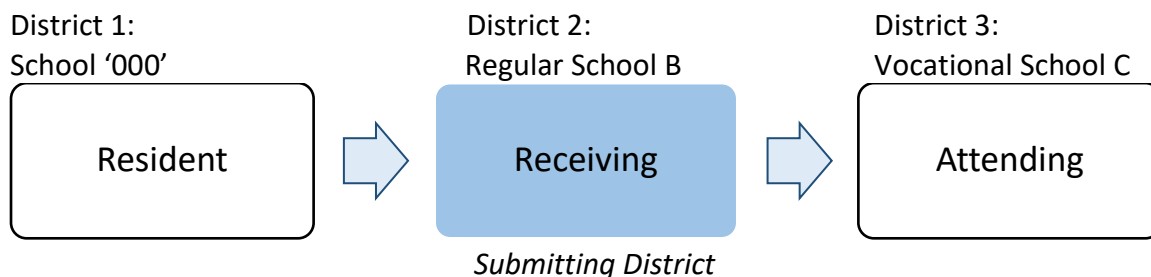 District 1:
School ‘000’
Resident
District 2:
Regular School B
Receiving
Submitting District
District 3:
Vocational School C
Attending